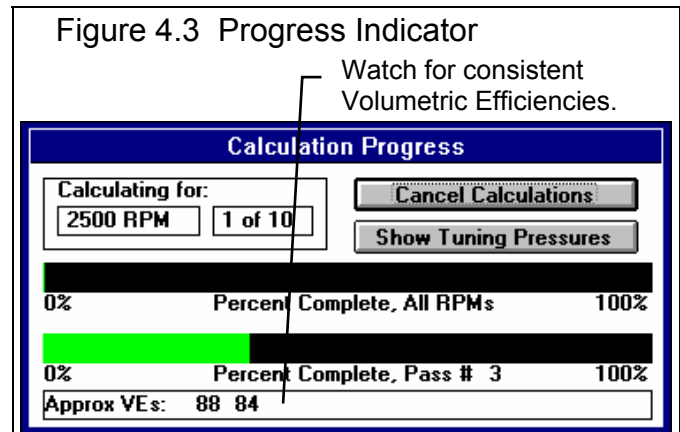 Figure 4.3  Progress Indicator
Watch for consistent
Volumetric Efficiencies.
Calculation Progress
Calculating for:
2500 RPM 1 of 10
Cancel Calculations
Show Tuning Pressures
0% Percent Complete, All RPMs 100%
0% Percent Complete, Pass # 3 100%
Approx VEs: 88 84